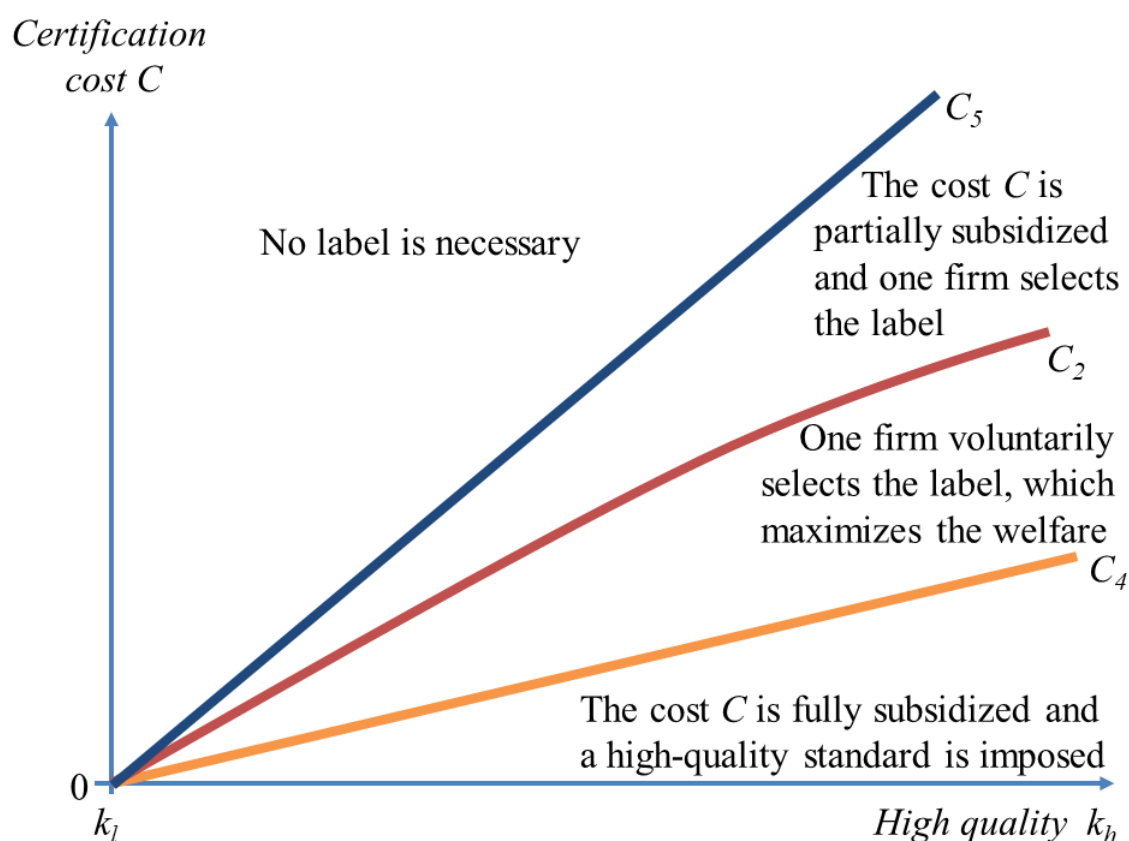 Certification
cost C
C5
The cost C is
partially subsidized
and one firm selects
the label
No label is necessary
C2
One firm voluntarily
selects the label, which
maximizes the welfare
C4
The cost C is fully subsidized and
a high-quality standard is imposed
0
kl
High quality kh